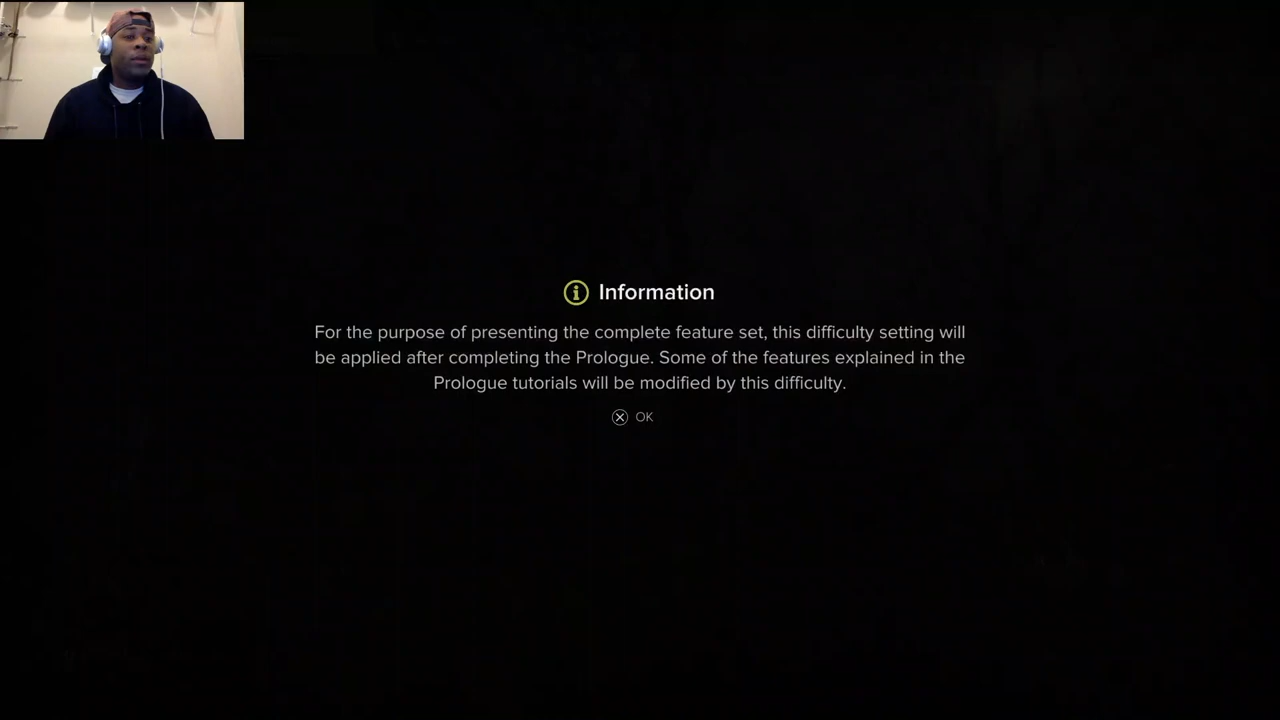 Information
For the purpose of presenting the complete feature set, this difficulty setting will
be applied after completing the Prologue. Some of the features explained in the
Prologue tutorials will be modified by this difficulty.
OK